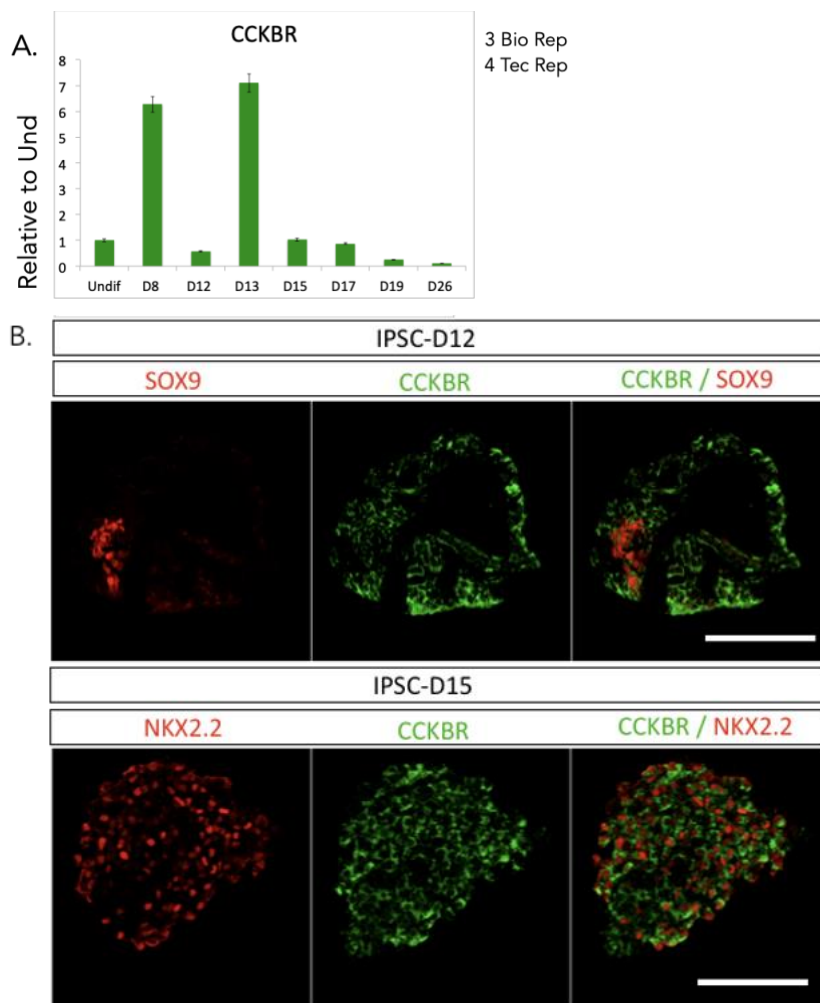 A.
CCKBR
3 Bio Rep
4 Tec Rep
Relative to Und
8
7
6
5
4
3
2
1
0
Undif D8 D12 D13 D15 D17 D19 D26
B.
IPSC-D12
SOX9 CCKBR CCKBR / SOX9
IPSC-D15
NKX2.2 CCKBR CCKBR / NKX2.2